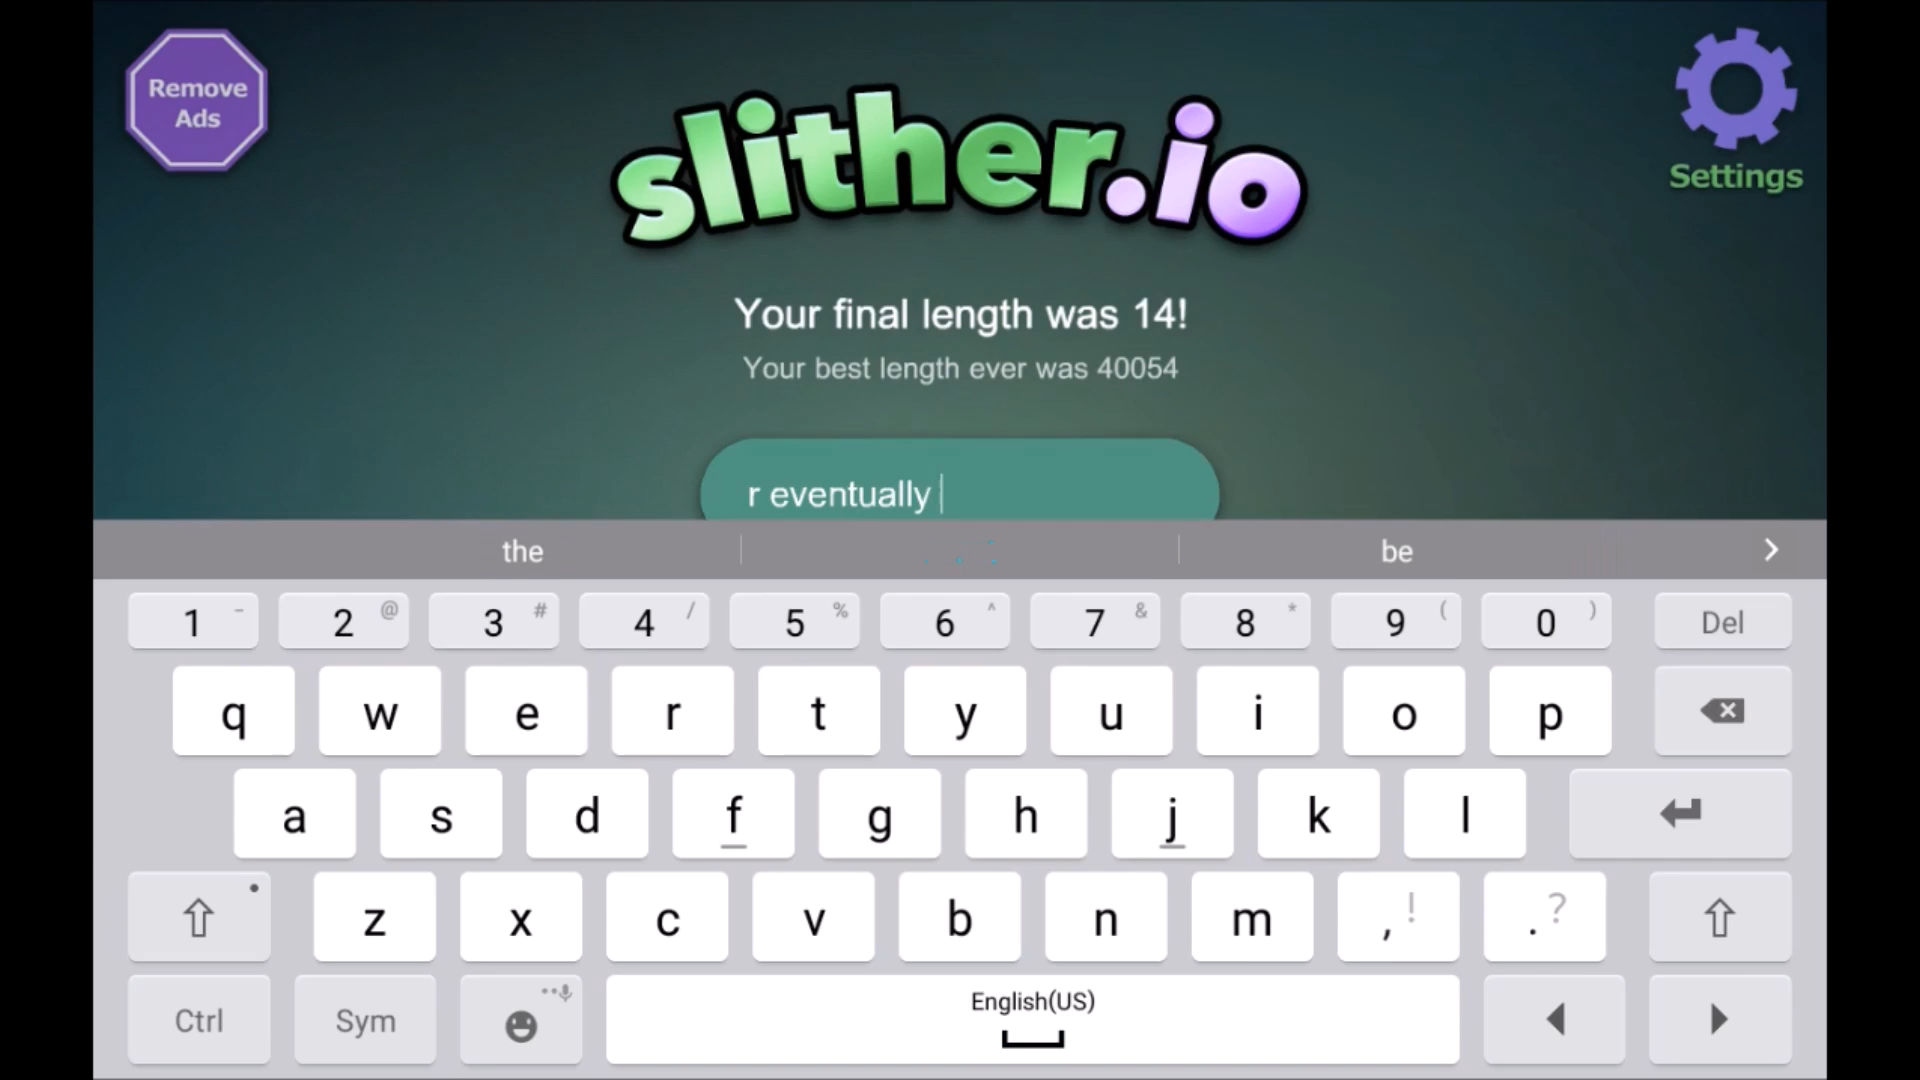 Remove
Ads
slither.io
Settings
Your final length was 14!
Your best length ever was 40054
r eventually
the be
1 - 2 @ 3 # 4 / 5 % 6 ^ 7 & 8 * 9 ( 0 ) Del
q w e r t y u i o p
a s d f g h j k l
z x c v b n m , ! . ?
Ctrl Sym English(US)